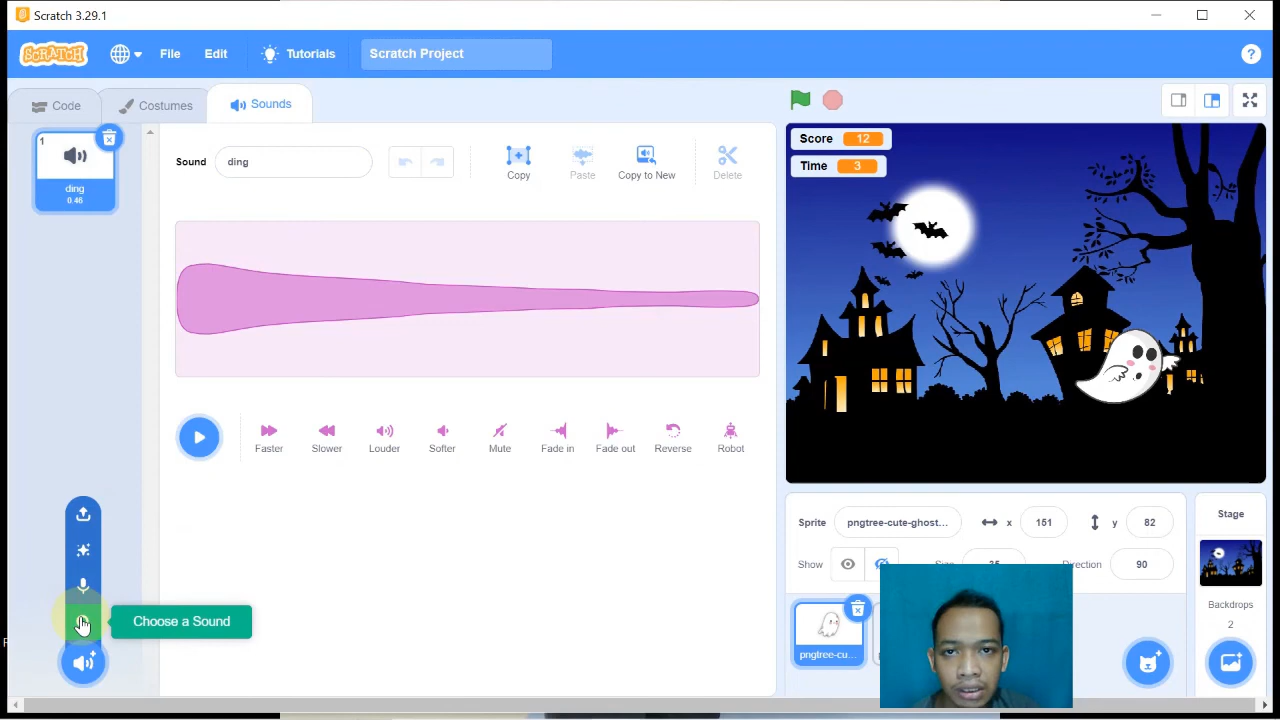 Scratch 3.29.1
SCRATCH
File
Edit
Tutorials
Scratch Project
?
Code
Costumes
Sounds
1
ding
0.46
Sound
ding
Copy
Paste
Copy to New
Delete
Faster
Slower
Louder
Softer
Mute
Fade in
Fade out
Reverse
Robot
Choose a Sound
Score 12
Time 3
Sprite
pngtree-cute-ghost...
x
151
y
82
Show
Direction
90
pngtree-cu...
Stage
Backdrops
2